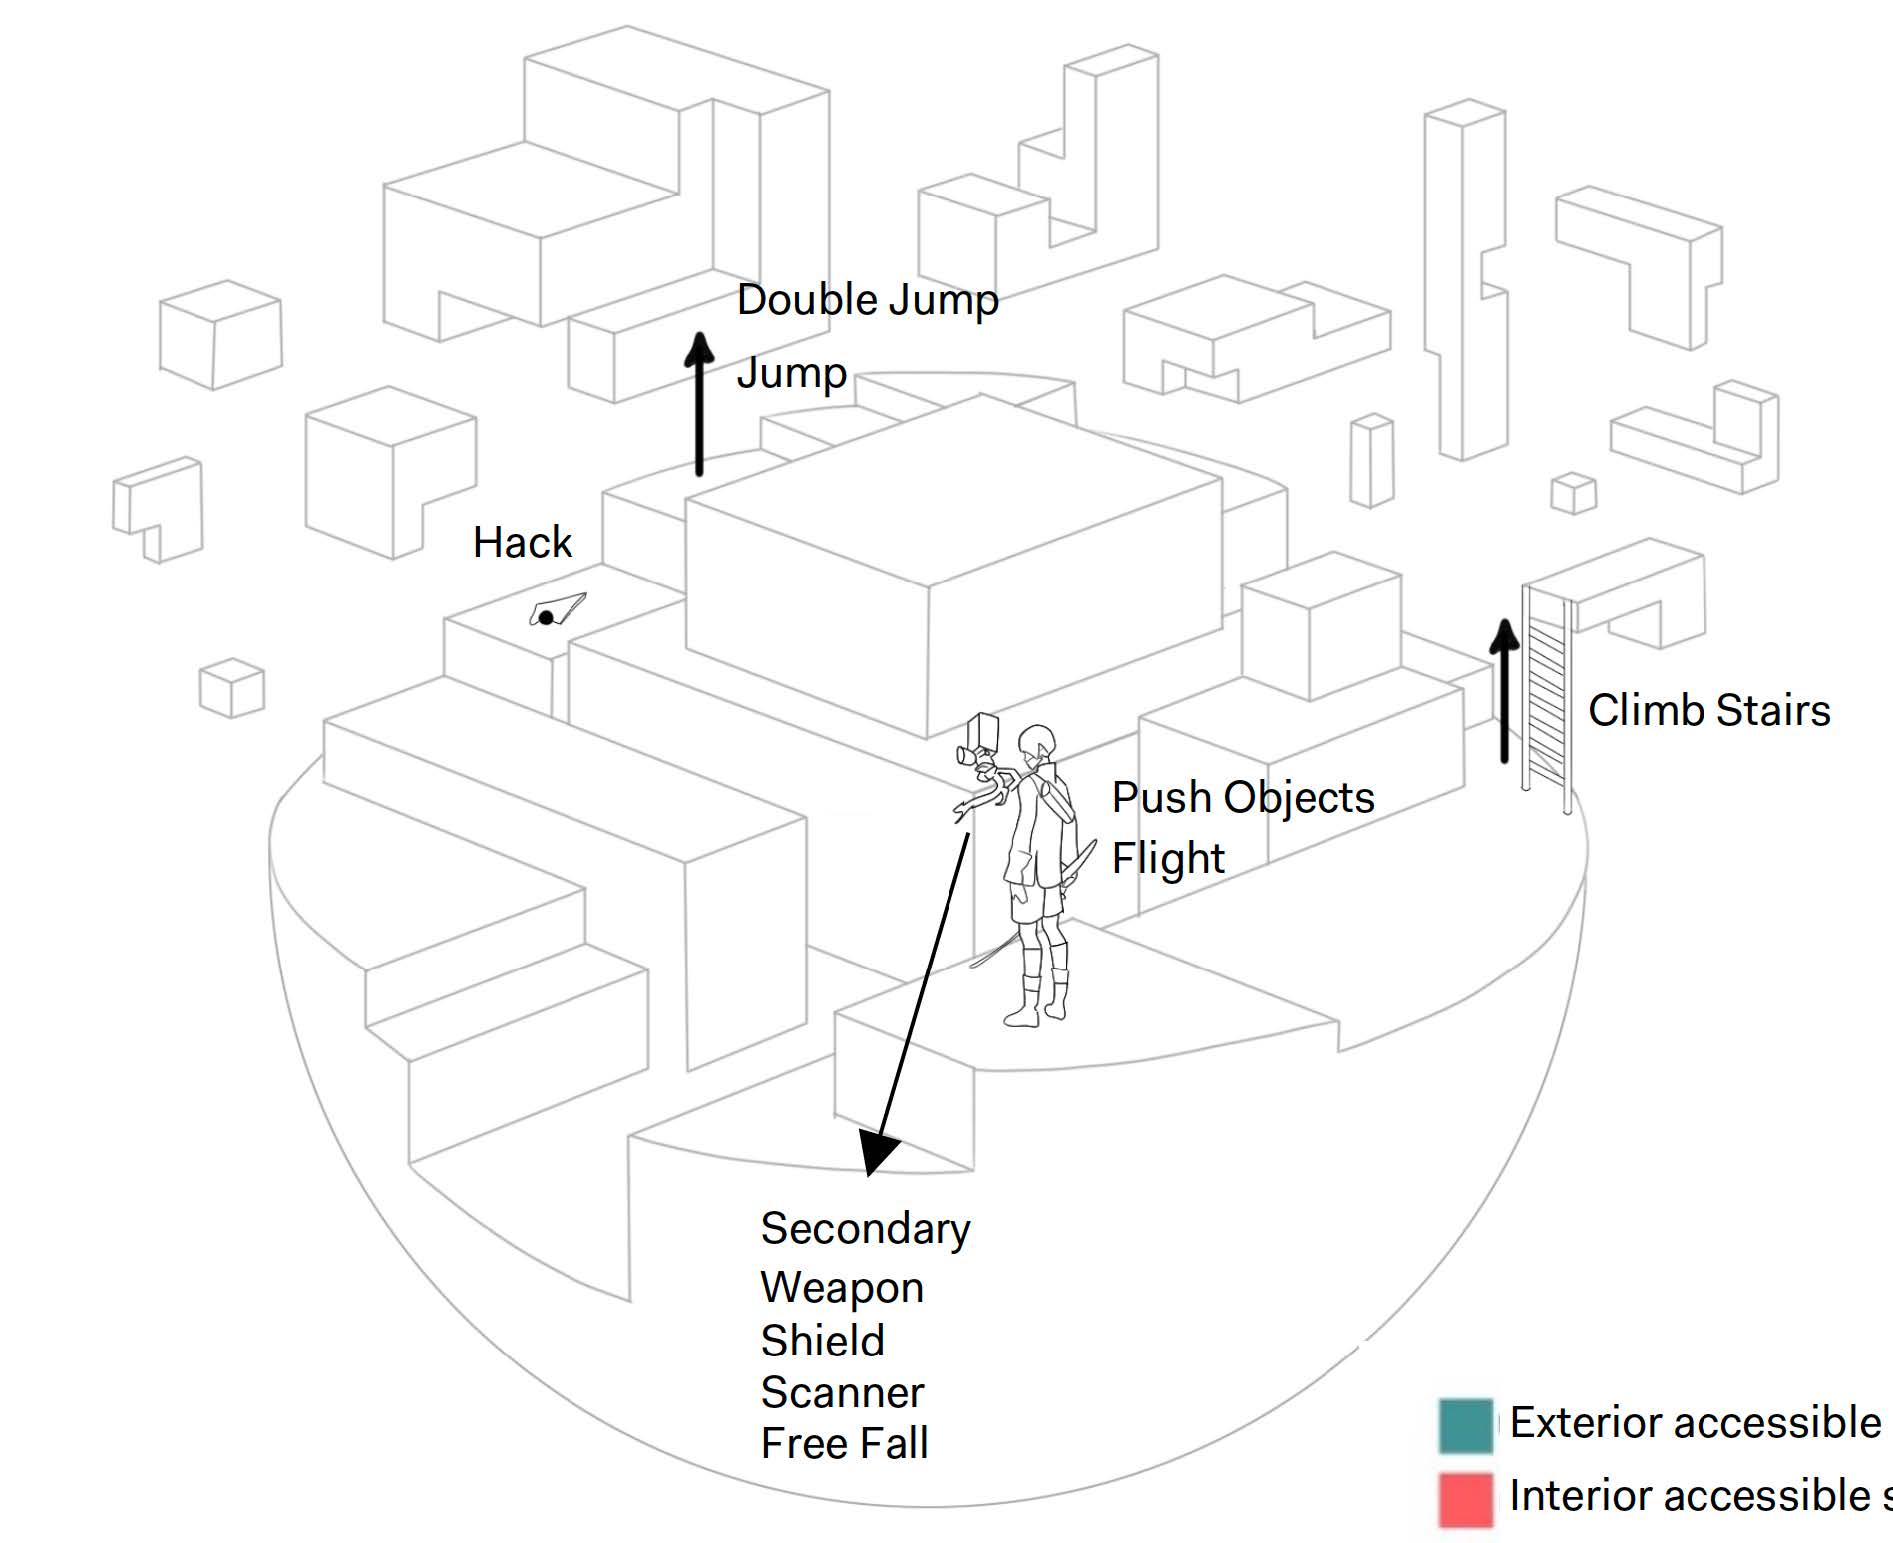 Double Jump
Jump
Hack
Climb Stairs
Push Objects
Flight
Secondary
Weapon
Shield
Scanner
Free Fall
Exterior accessible
Interior accessible s